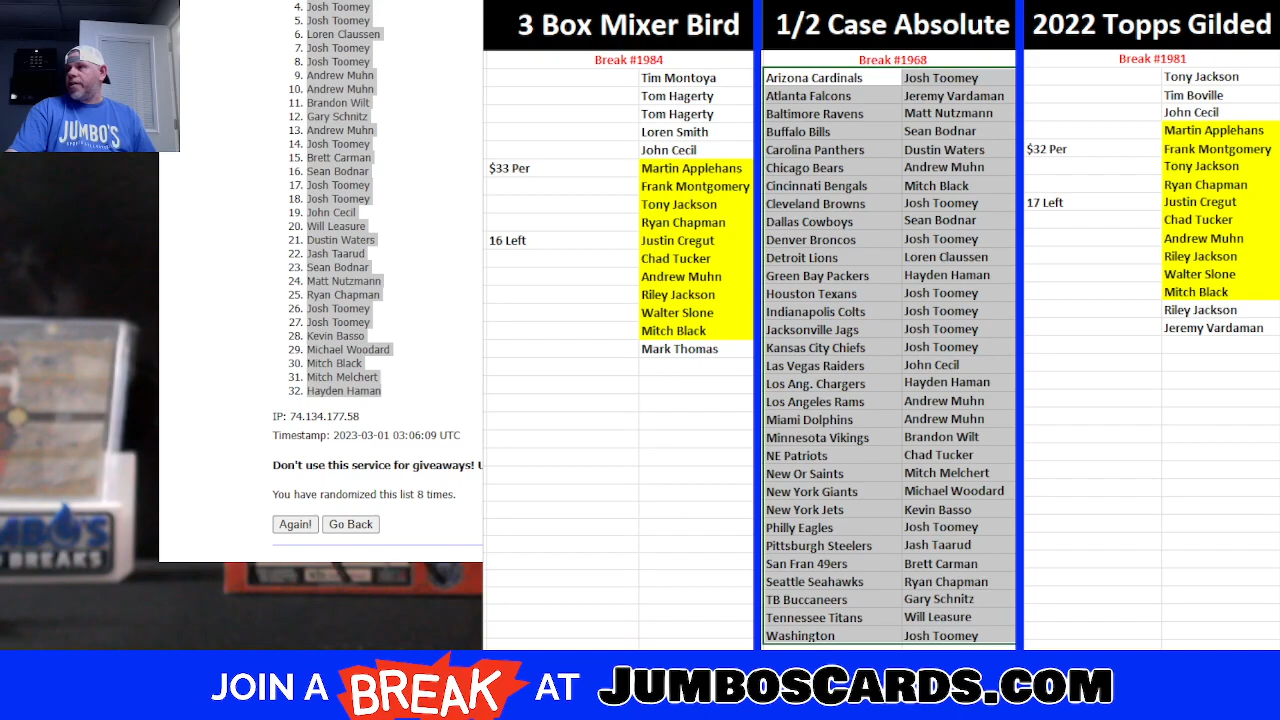 4. Josh Toomey
5. Josh Toomey
6. Loren Claussen
7. Josh Toomey
8. Josh Toomey
9. Andrew Muhn
10. Andrew Muhn
11. Brandon Wilt
12. Gary Schnitz
13. Andrew Muhn
14. Josh Toomey
15. Brett Carman
16. Sean Bodnar
17. Josh Toomey
18. Josh Toomey
19. John Cecil
20. Will Leasure
21. Dustin Waters
22. Jash Taarud
23. Sean Bodnar
24. Matt Nutzmann
25. Ryan Chapman
26. Josh Toomey
27. Josh Toomey
28. Kevin Basso
29. Michael Woodard
30. Mitch Black
31. Mitch Melchert
32. Hayden Haman
IP: 74.134.177.58
Timestamp: 2023-03-01 03:06:09 UTC
Don't use this service for giveaways!
You have randomized this list 8 times.
Again! Go Back
JUMBO'S
BREAKS
3 Box Mixer Bird
Break #1984
Tim Montoya
Tom Hagerty
Tom Hagerty
Loren Smith
John Cecil
$33 Per Martin Applehans
Frank Montgomery
Tony Jackson
Ryan Chapman
16 Left Justin Cregut
Chad Tucker
Andrew Muhn
Riley Jackson
Walter Slone
Mitch Black
Mark Thomas
1/2 Case Absolute
Break #1968
Arizona Cardinals Josh Toomey
Atlanta Falcons Jeremy Vardaman
Baltimore Ravens Matt Nutzmann
Buffalo Bills Sean Bodnar
Carolina Panthers Dustin Waters
Chicago Bears Andrew Muhn
Cincinnati Bengals Mitch Black
Cleveland Browns Josh Toomey
Dallas Cowboys Sean Bodnar
Denver Broncos Josh Toomey
Detroit Lions Loren Claussen
Green Bay Packers Hayden Haman
Houston Texans Josh Toomey
Indianapolis Colts Josh Toomey
Jacksonville Jags Josh Toomey
Kansas City Chiefs Josh Toomey
Las Vegas Raiders John Cecil
Los Ang. Chargers Hayden Haman
Los Angeles Rams Andrew Muhn
Miami Dolphins Andrew Muhn
Minnesota Vikings Brandon Wilt
NE Patriots Chad Tucker
New Or Saints Mitch Melchert
New York Giants Michael Woodard
New York Jets Kevin Basso
Philly Eagles Josh Toomey
Pittsburgh Steelers Jash Taarud
San Fran 49ers Brett Carman
Seattle Seahawks Ryan Chapman
TB Buccaneers Gary Schnitz
Tennessee Titans Will Leasure
Washington Josh Toomey
2022 Topps Gilded
Break #1981
Tony Jackson
Tim Boville
John Cecil
Martin Applehans
$32 Per Frank Montgomery
Tony Jackson
Ryan Chapman
17 Left Justin Cregut
Chad Tucker
Andrew Muhn
Riley Jackson
Walter Slone
Mitch Black
Riley Jackson
Jeremy Vardaman
JOIN A BREAK AT JUMBOSCARDS.COM